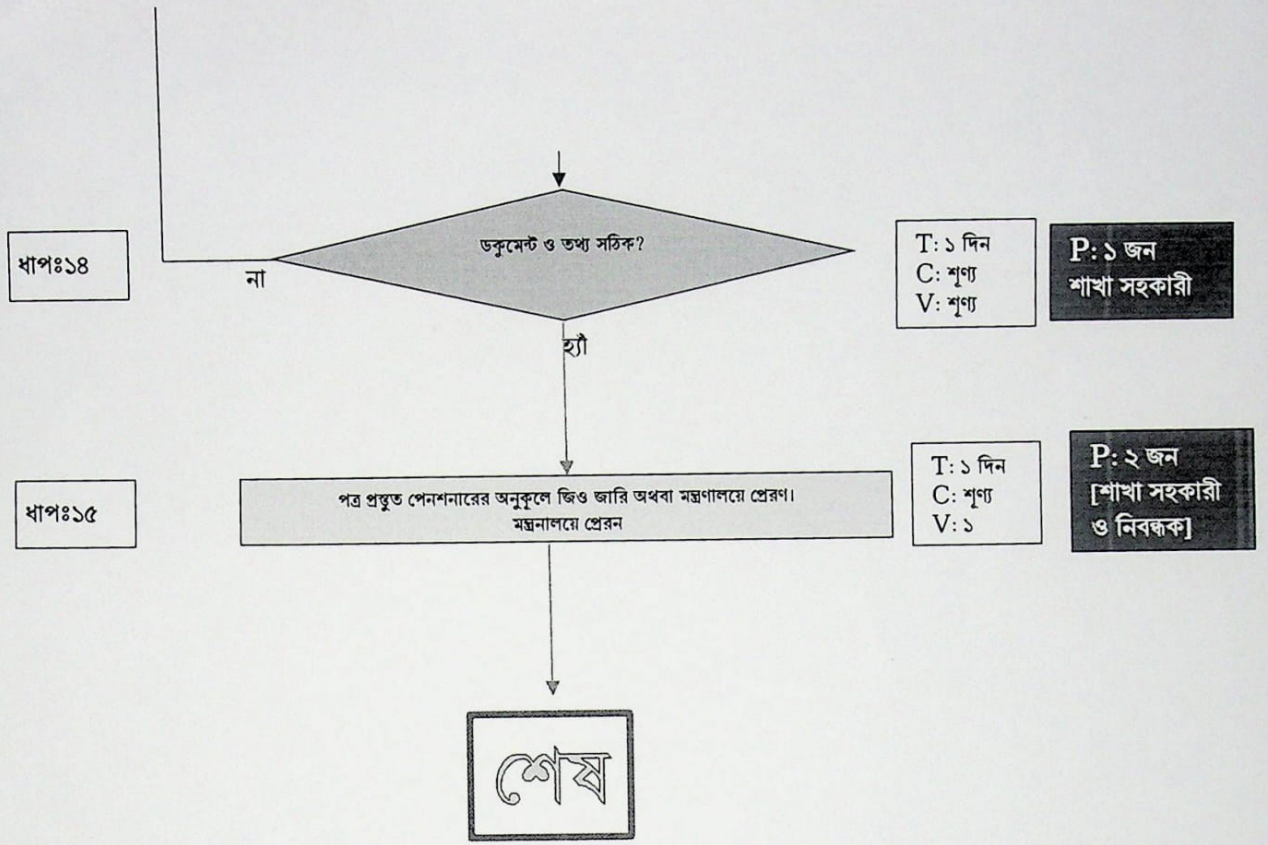 ধাপঃ১৪
না
ডকুমেন্ট ও তথ্য সঠিক?
T: ১ দিন
C: শূণ্য
V: শূণ্য
P: ১ জন
শাখা সহকারী
হ্যাঁ
ধাপঃ১৫
পত্র প্রস্তুত পেনশনারের অনুকূলে জিও জারি অথবা মন্ত্রণালয়ে প্রেরণ।
মন্ত্রনালয়ে প্রেরন
T: ১ দিন
C: শূণ্য
V: ১
P: ২ জন
[শাখা সহকারী
ও নিবন্ধক]
শেষ